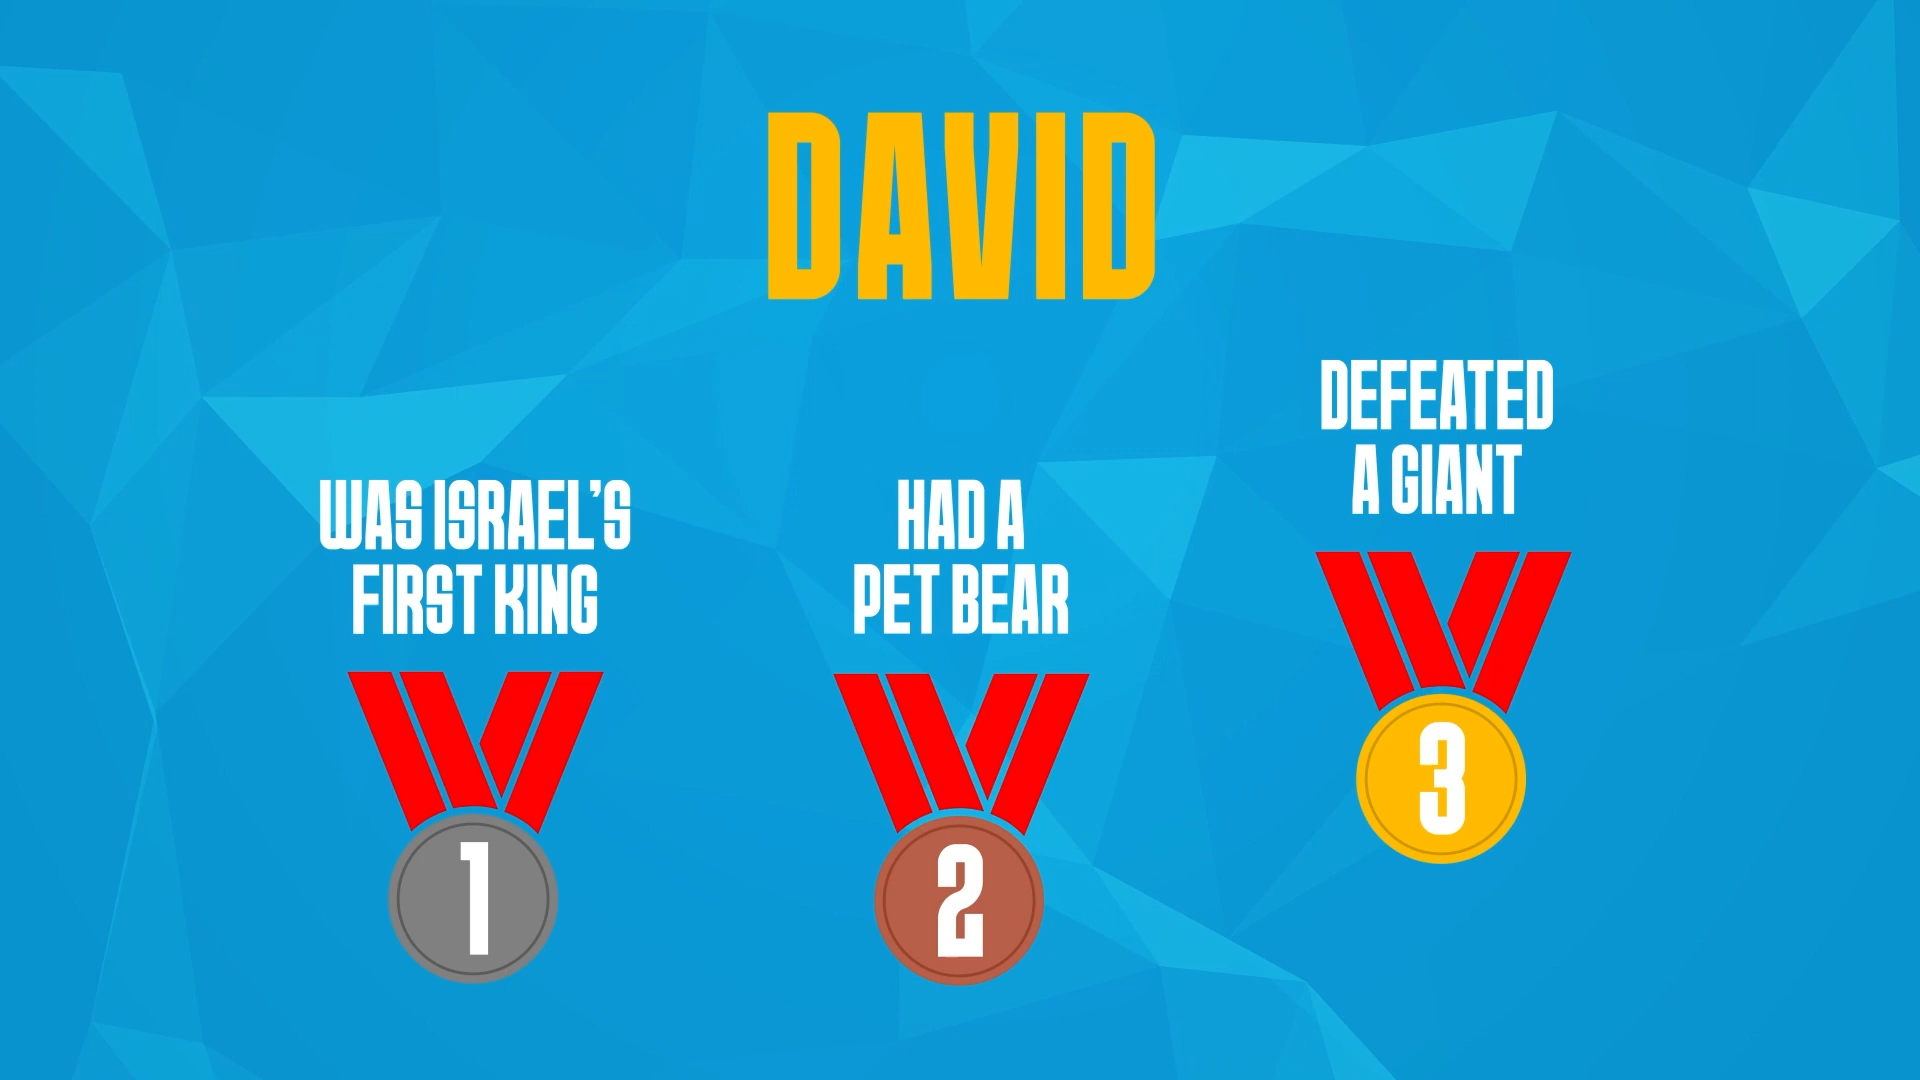 DAVID
WAS ISRAEL'S
FIRST KING
1
HAD A
PET BEAR
2
DEFEATED
A GIANT
3